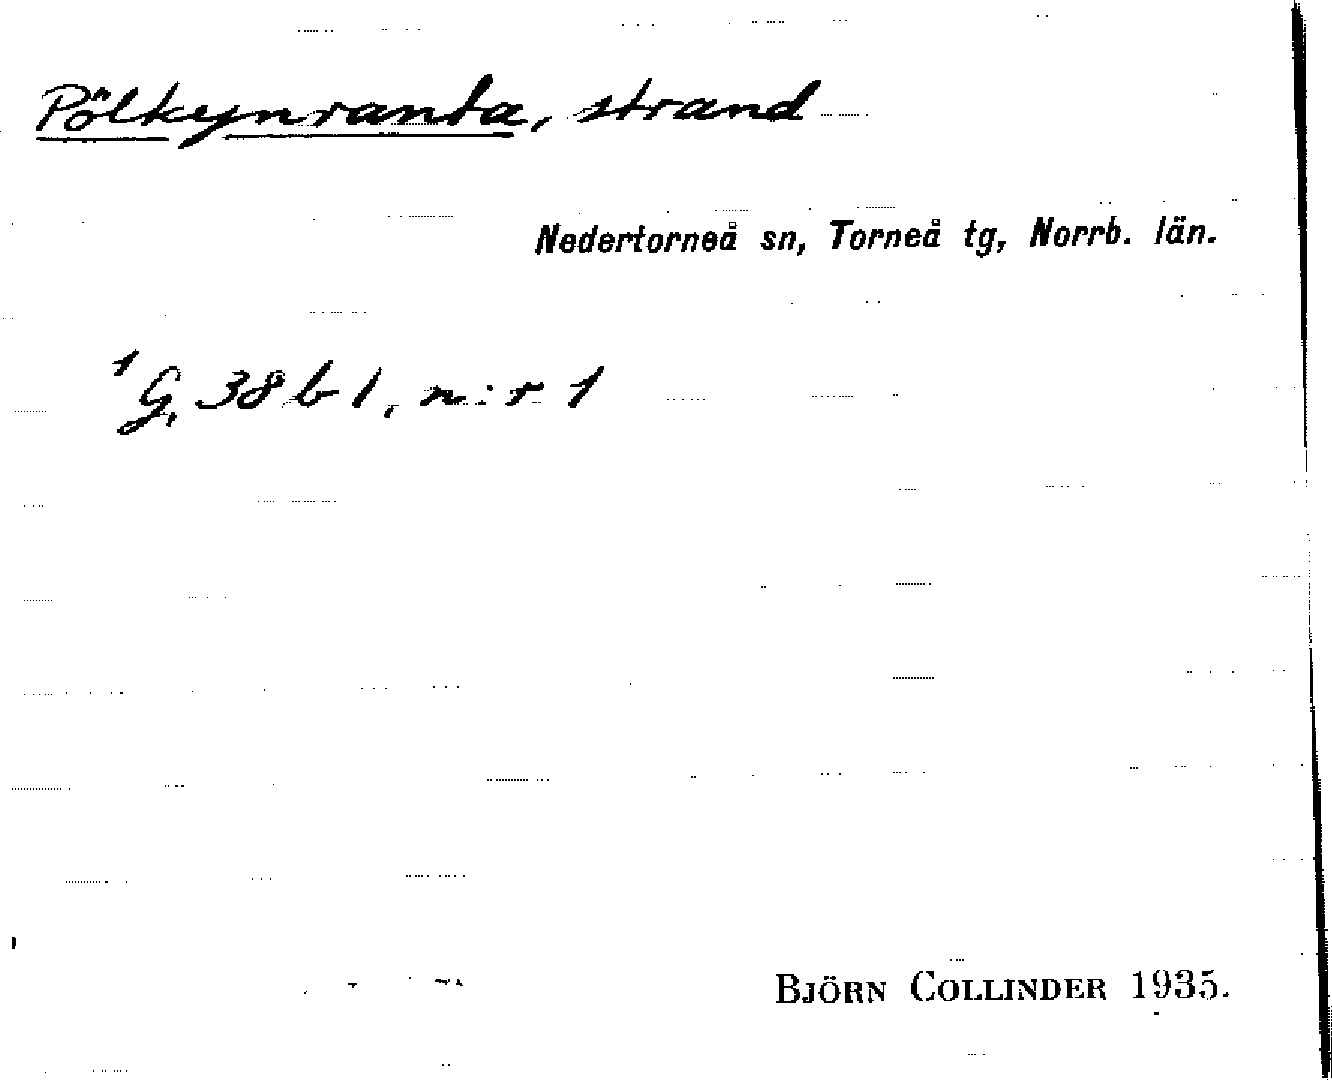 Pölkynranta, strand
Nedertorneå sn, Torneå tg, Norrb. län.
¹G, 38 b 1, n:r 1
BJÖRN COLLINDER 1935.